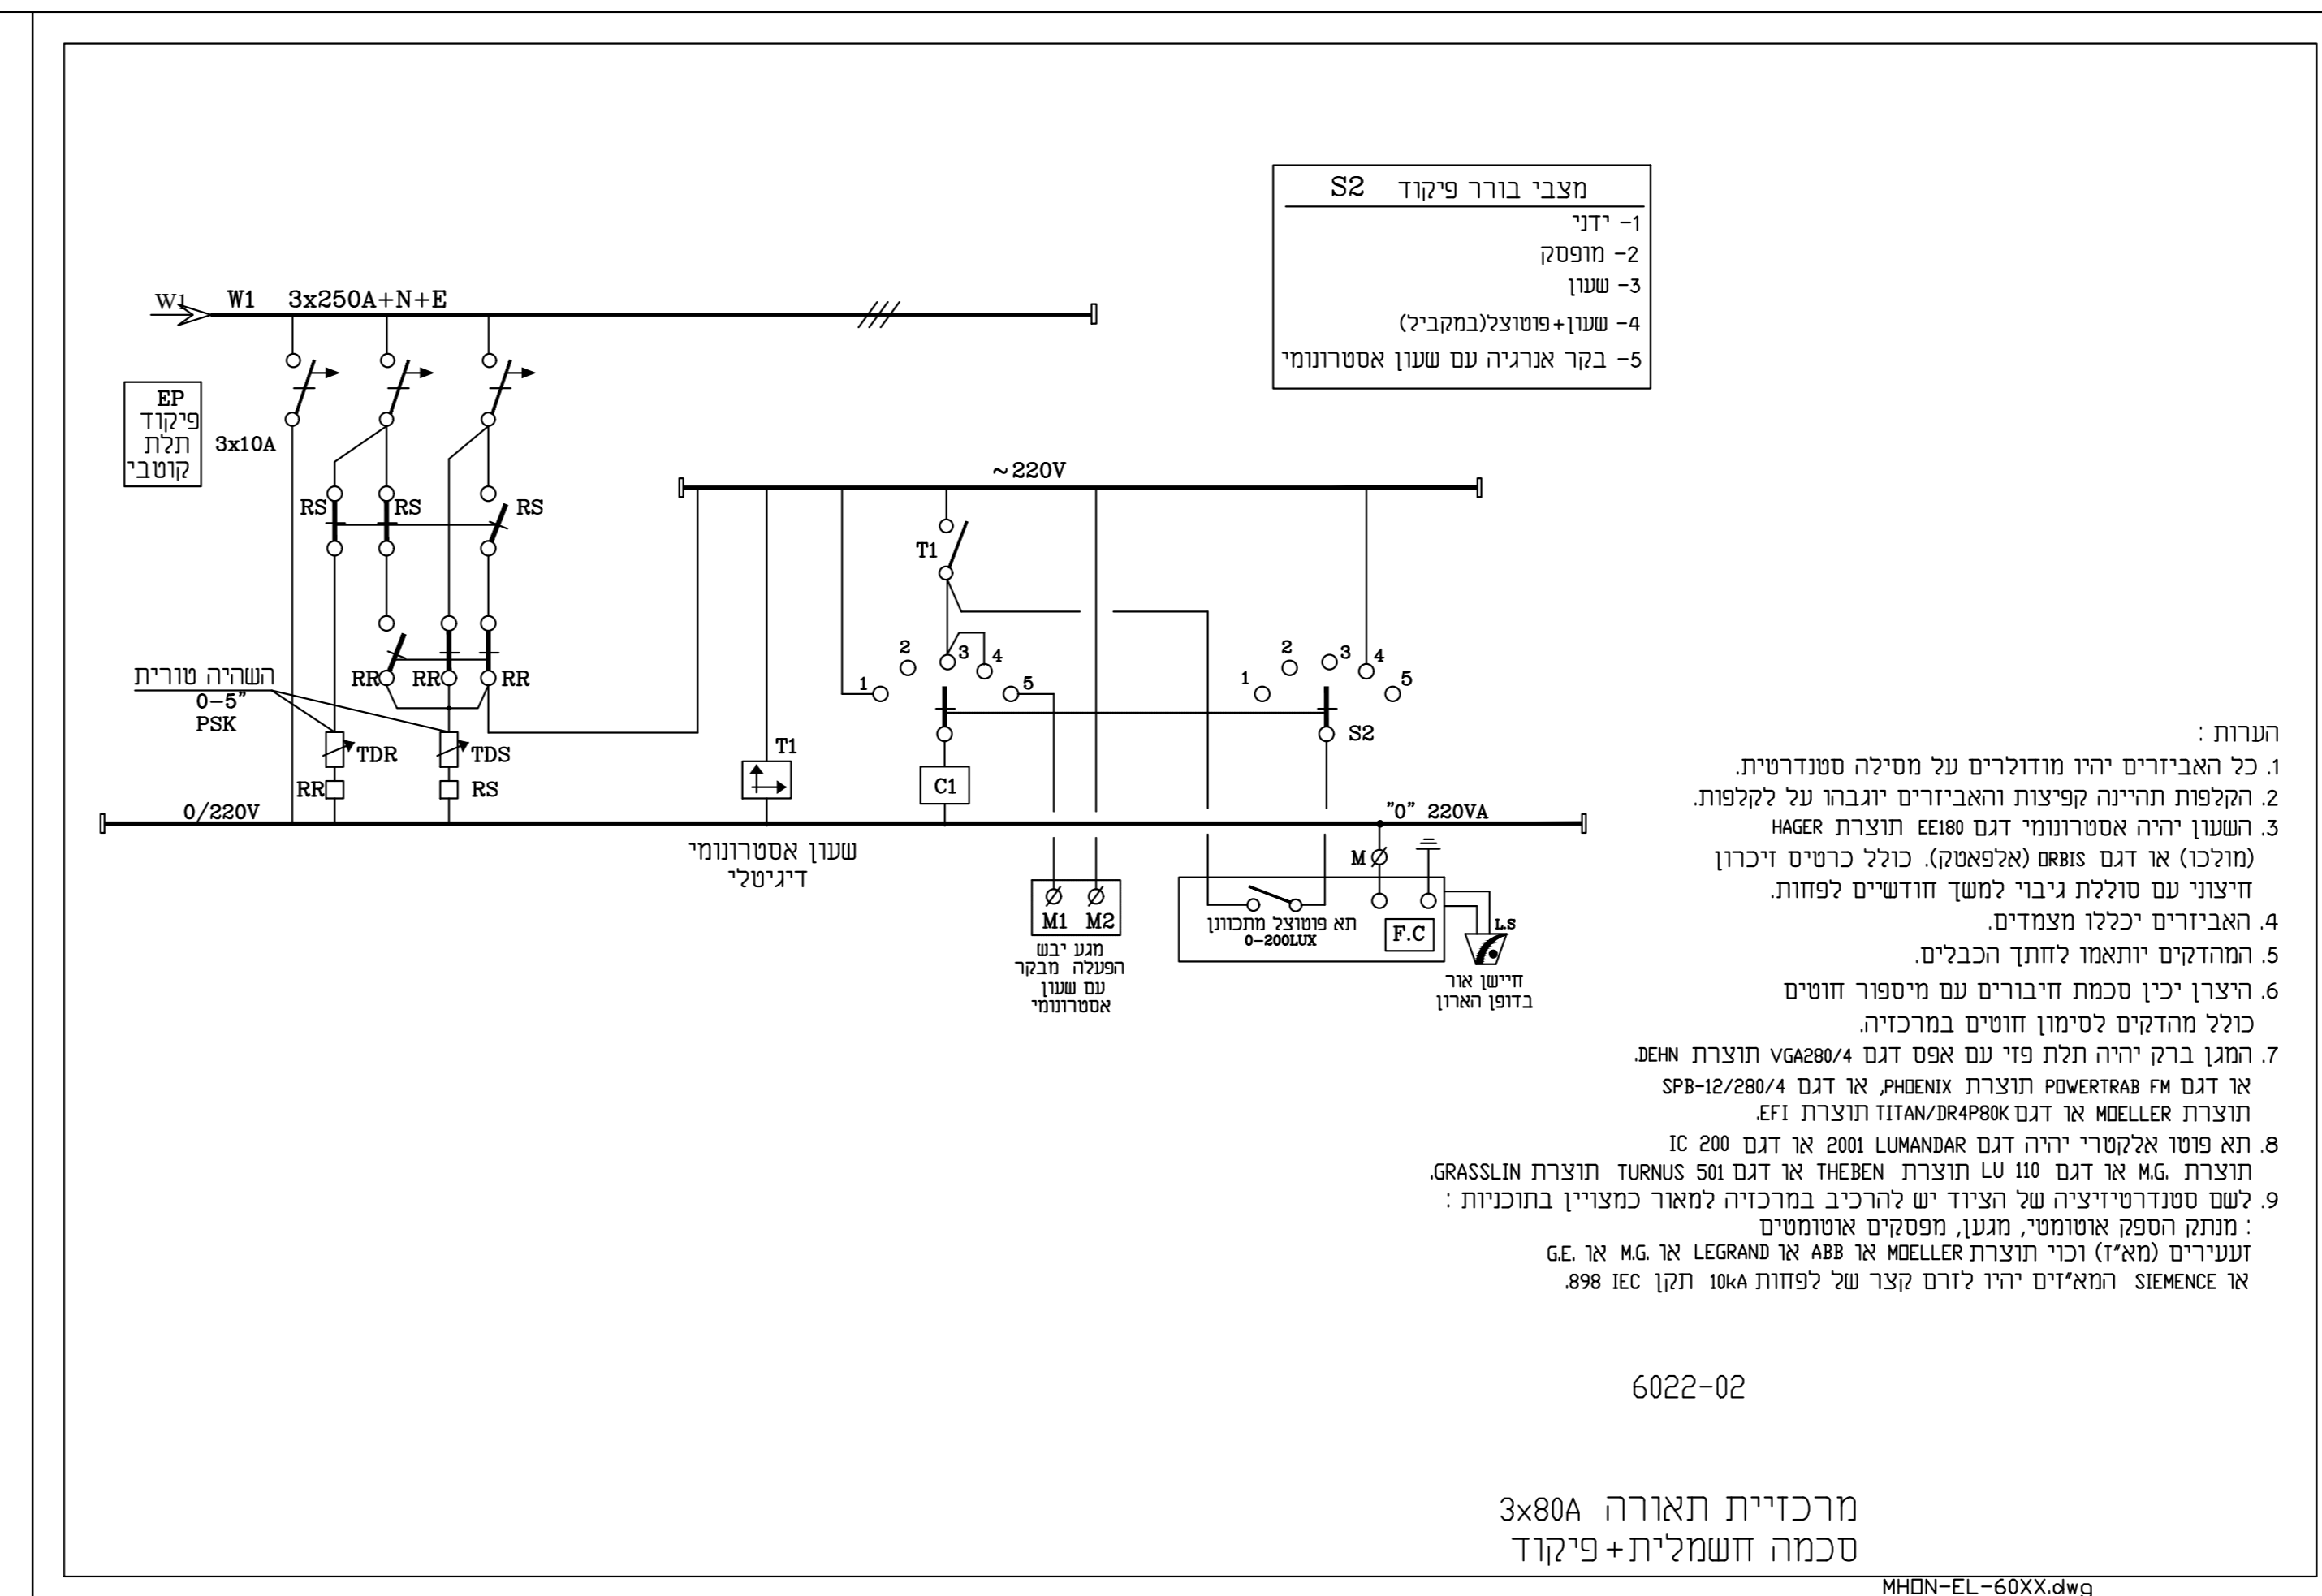 מצבי בורר פיקוד S2
1- ידני
2- מופסק
3- שעון
4- שעון+פוטוצל(במקביל)
5- בקר אנרגיה עם שעון אסטרונומי
W1
W1 3x250A+N+E
EP
פיקוד
תלת
קוטבי
3x10A
RS
RS
RS
RR
RR
RR
השהיה טורית
0-5"
PSK
TDR
TDS
RR
RS
0/220V
~220V
T1
T1
1
2
3
4
5
C1
1
2
3
4
5
S2
"0" 220VA
שעון אסטרונומי
דיגיטלי
M1 M2
מגע יבש
הפעלה מבקר
עם שעון
אסטרונומי
M
תא פוטוצל מתכוונן
0-200LUX
F.C
L.S
חיישן אור
בדופן הארון
הערות :
1. כל האביזרים יהיו מודולרים על מסילה סטנדרטית.
2. הקלפות תהיינה קפיצות והאביזרים יוגבהו על לקלפות.
3. השעון יהיה אסטרונומי דגם EE180 תוצרת HAGER
(מולכו) או דגם ORBIS (אלפאטק). כולל כרטיס זיכרון
חיצוני עם סוללת גיבוי למשך חודשיים לפחות.
4. האביזרים יכללו מצמדים.
5. המהדקים יותאמו לחתך הכבלים.
6. היצרן יכין סכמת חיבורים עם מיספור חוטים
כולל מהדקים לסימון חוטים במרכזיה.
7. המגן ברק יהיה תלת פזי עם אפס דגם VGA280/4 תוצרת DEHN.
או דגם POWERTRAB FM תוצרת PHOENIX, או דגם SPB-12/280/4
תוצרת MOELLER או דגם TITAN/DR4P80K תוצרת EFI.
8. תא פוטו אלקטרי יהיה דגם LUMANDAR 2001 או דגם IC 200
תוצרת M.G. או דגם LU 110 תוצרת THEBEN או דגם TURNUS 501 תוצרת GRASSLIN.
9. לשם סטנדרטיזיציה של הציוד יש להרכיב במרכזיה למאור כמצויין בתוכניות :
: מנתק הספק אוטומטי, מגען, מפסקים אוטומטים
זעעירים (מא"ז) וכוי תוצרת MOELLER או ABB או LEGRAND או M.G. או G.E.
או SIEMENCE המא"זים יהיו לזרם קצר של לפחות 10kA תקן IEC 898.
6022-02
מרכזיית תאורה 3x80A
סכמה חשמלית+פיקוד
MHON-EL-60XX.dwg